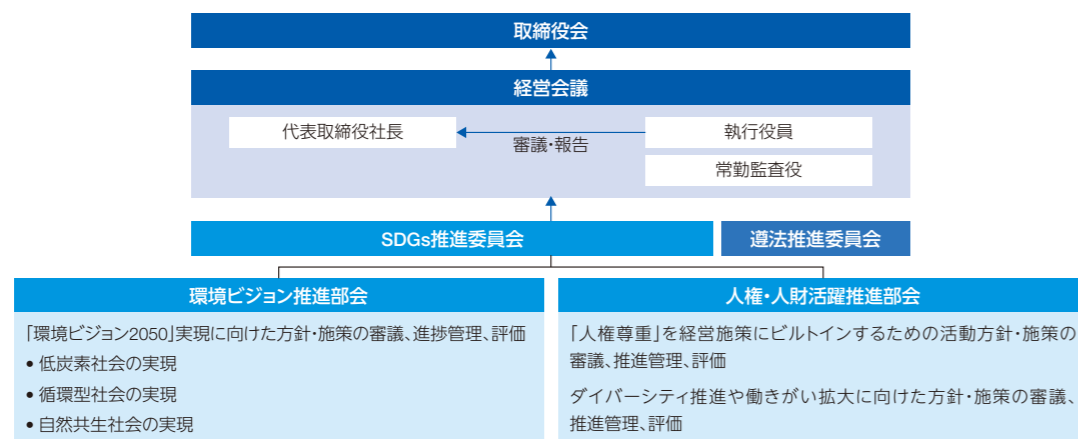 取締役会
経営会議
代表取締役社長
審議・報告
執行役員
常勤監査役
SDGs推進委員会
遵法推進委員会
環境ビジョン推進部会
「環境ビジョン2050」実現に向けた方針・施策の審議、進捗管理、評価
• 低炭素社会の実現
• 循環型社会の実現
• 自然共生社会の実現
人権・人財活躍推進部会
「人権尊重」を経営施策にビルトインするための活動方針・施策の
審議、推進管理、評価
ダイバーシティ推進や働きがい拡大に向けた方針・施策の審議、
推進管理、評価